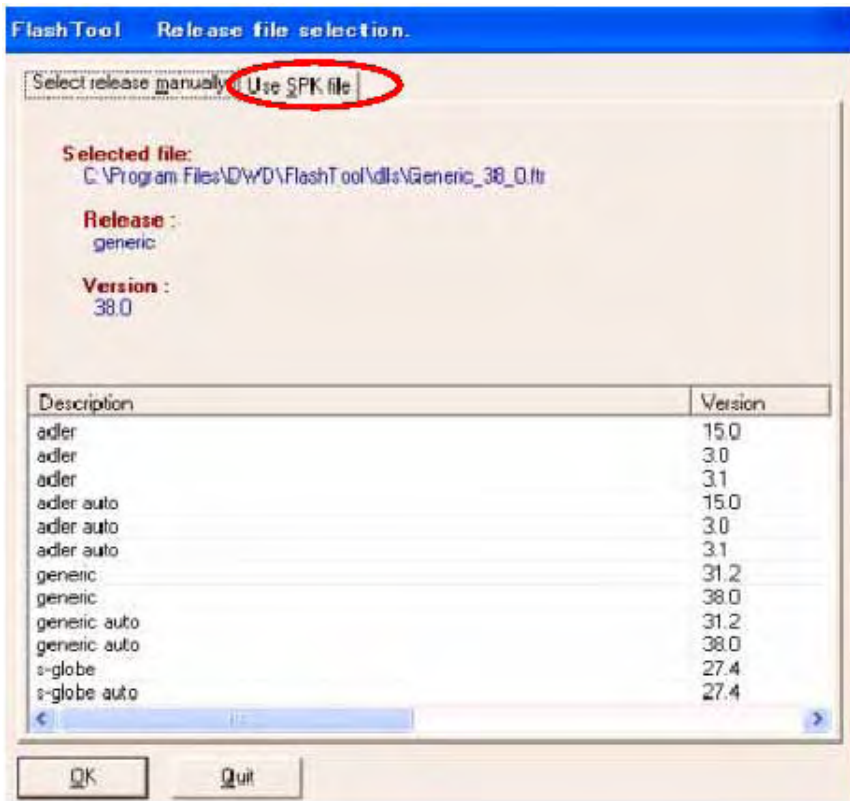 FlashTool Release file selection.
Select release manually Use SPK file
Selected file:
C:\Program Files\DWD\FlashTool\dlls\Generic_38_0.ftr
Release :
generic
Version :
38.0
Description Version
adler 15.0
adler 3.0
adler 3.1
adler auto 15.0
adler auto 3.0
adler auto 3.1
generic 31.2
generic 38.0
generic auto 31.2
generic auto 38.0
s-globe 27.4
s-globe auto 27.4
OK Quit